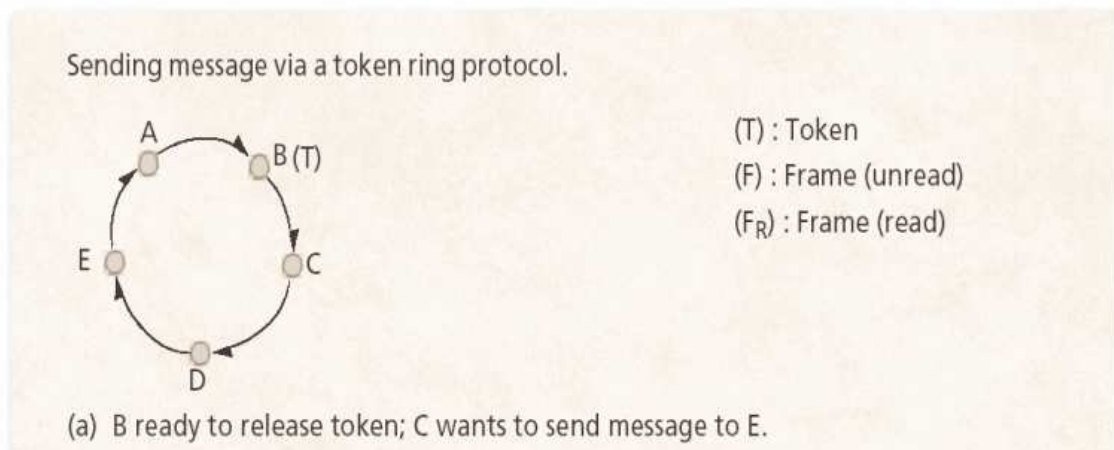 Sending message via a token ring protocol.
A
B (T)
E
C
D
(T) : Token
(F) : Frame (unread)
(FR) : Frame (read)
(a) B ready to release token; C wants to send message to E.